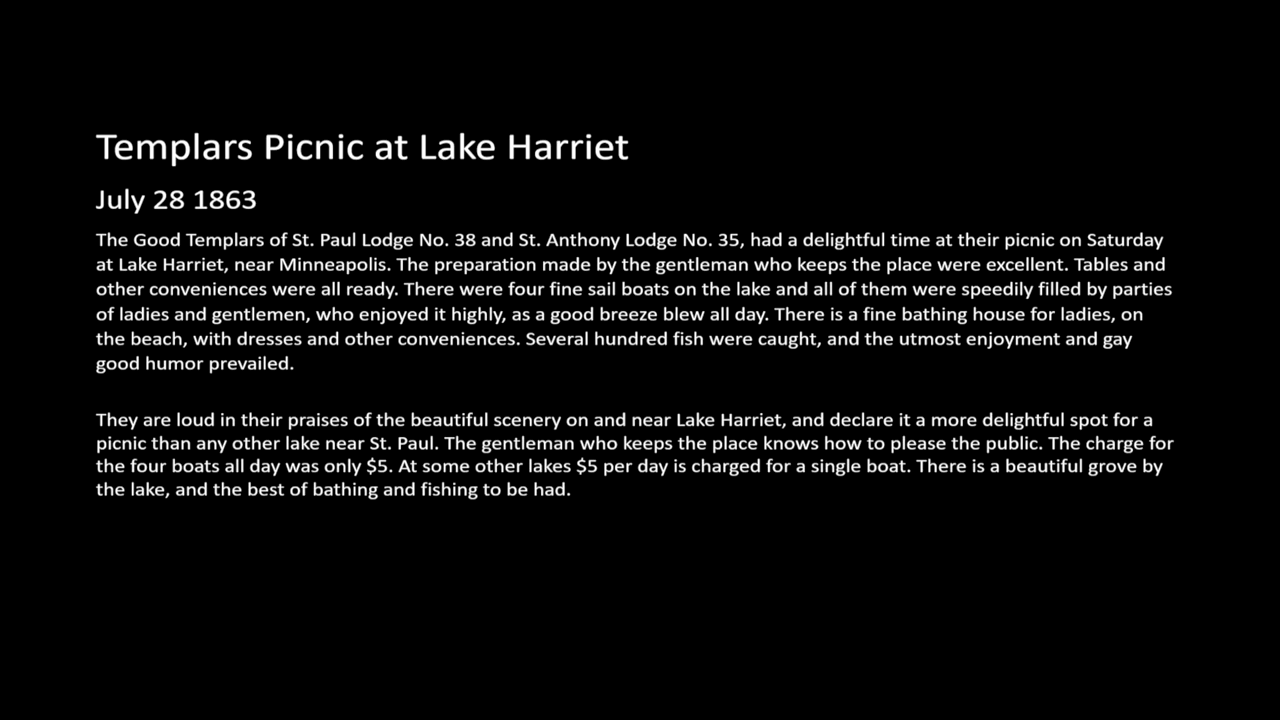 Templars Picnic at Lake Harriet
July 28 1863
The Good Templars of St. Paul Lodge No. 38 and St. Anthony Lodge No. 35, had a delightful time at their picnic on Saturday
at Lake Harriet, near Minneapolis. The preparation made by the gentleman who keeps the place were excellent. Tables and
other conveniences were all ready. There were four fine sail boats on the lake and all of them were speedily filled by parties
of ladies and gentlemen, who enjoyed it highly, as a good breeze blew all day. There is a fine bathing house for ladies, on
the beach, with dresses and other conveniences. Several hundred fish were caught, and the utmost enjoyment and gay
good humor prevailed.
They are loud in their praises of the beautiful scenery on and near Lake Harriet, and declare it a more delightful spot for a
picnic than any other lake near St. Paul. The gentleman who keeps the place knows how to please the public. The charge for
the four boats all day was only $5. At some other lakes $5 per day is charged for a single boat. There is a beautiful grove by
the lake, and the best of bathing and fishing to be had.